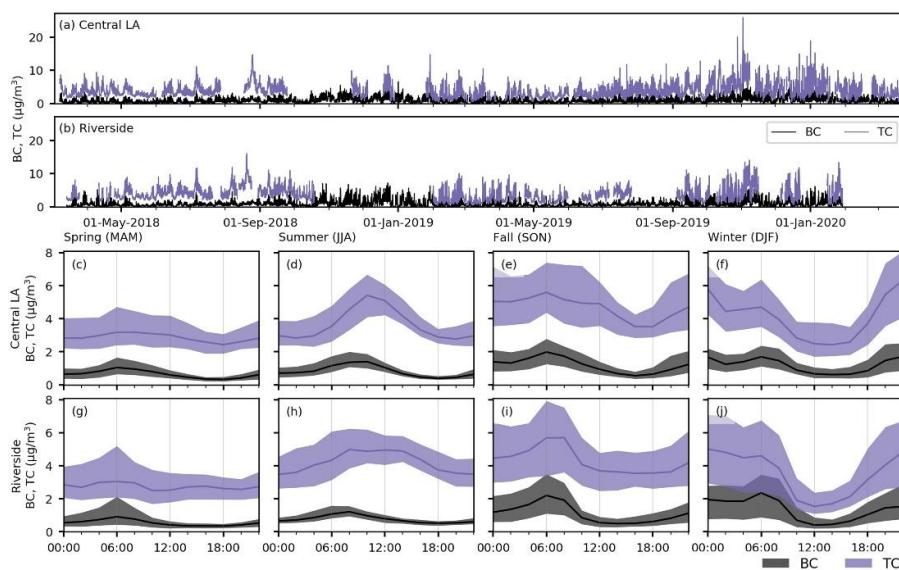 (a) Central LA
20
10
0
(b) Riverside
BC TC
20
10
0
BC, TC (μg/m³)
01-May-2018 01-Sep-2018 01-Jan-2019 01-May-2019 01-Sep-2019 01-Jan-2020
Spring (MAM) Summer (JJA) Fall (SON) Winter (DJF)
(c) (d) (e) (f)
8
6
4
2
0
Central LA
BC, TC (μg/m³)
(g) (h) (i) (j)
8
6
4
2
0
Riverside
BC, TC (μg/m³)
00:00 06:00 12:00 18:00 00:00 06:00 12:00 18:00 00:00 06:00 12:00 18:00 00:00 06:00 12:00 18:00
BC TC